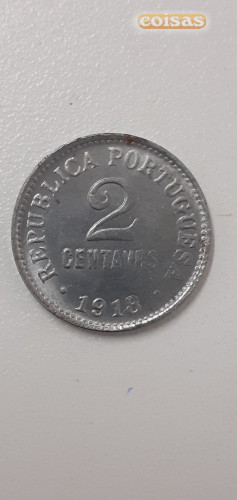 coisas
REPUBLICA PORTUGUESA
2
CENTAVOS
• 1918 •